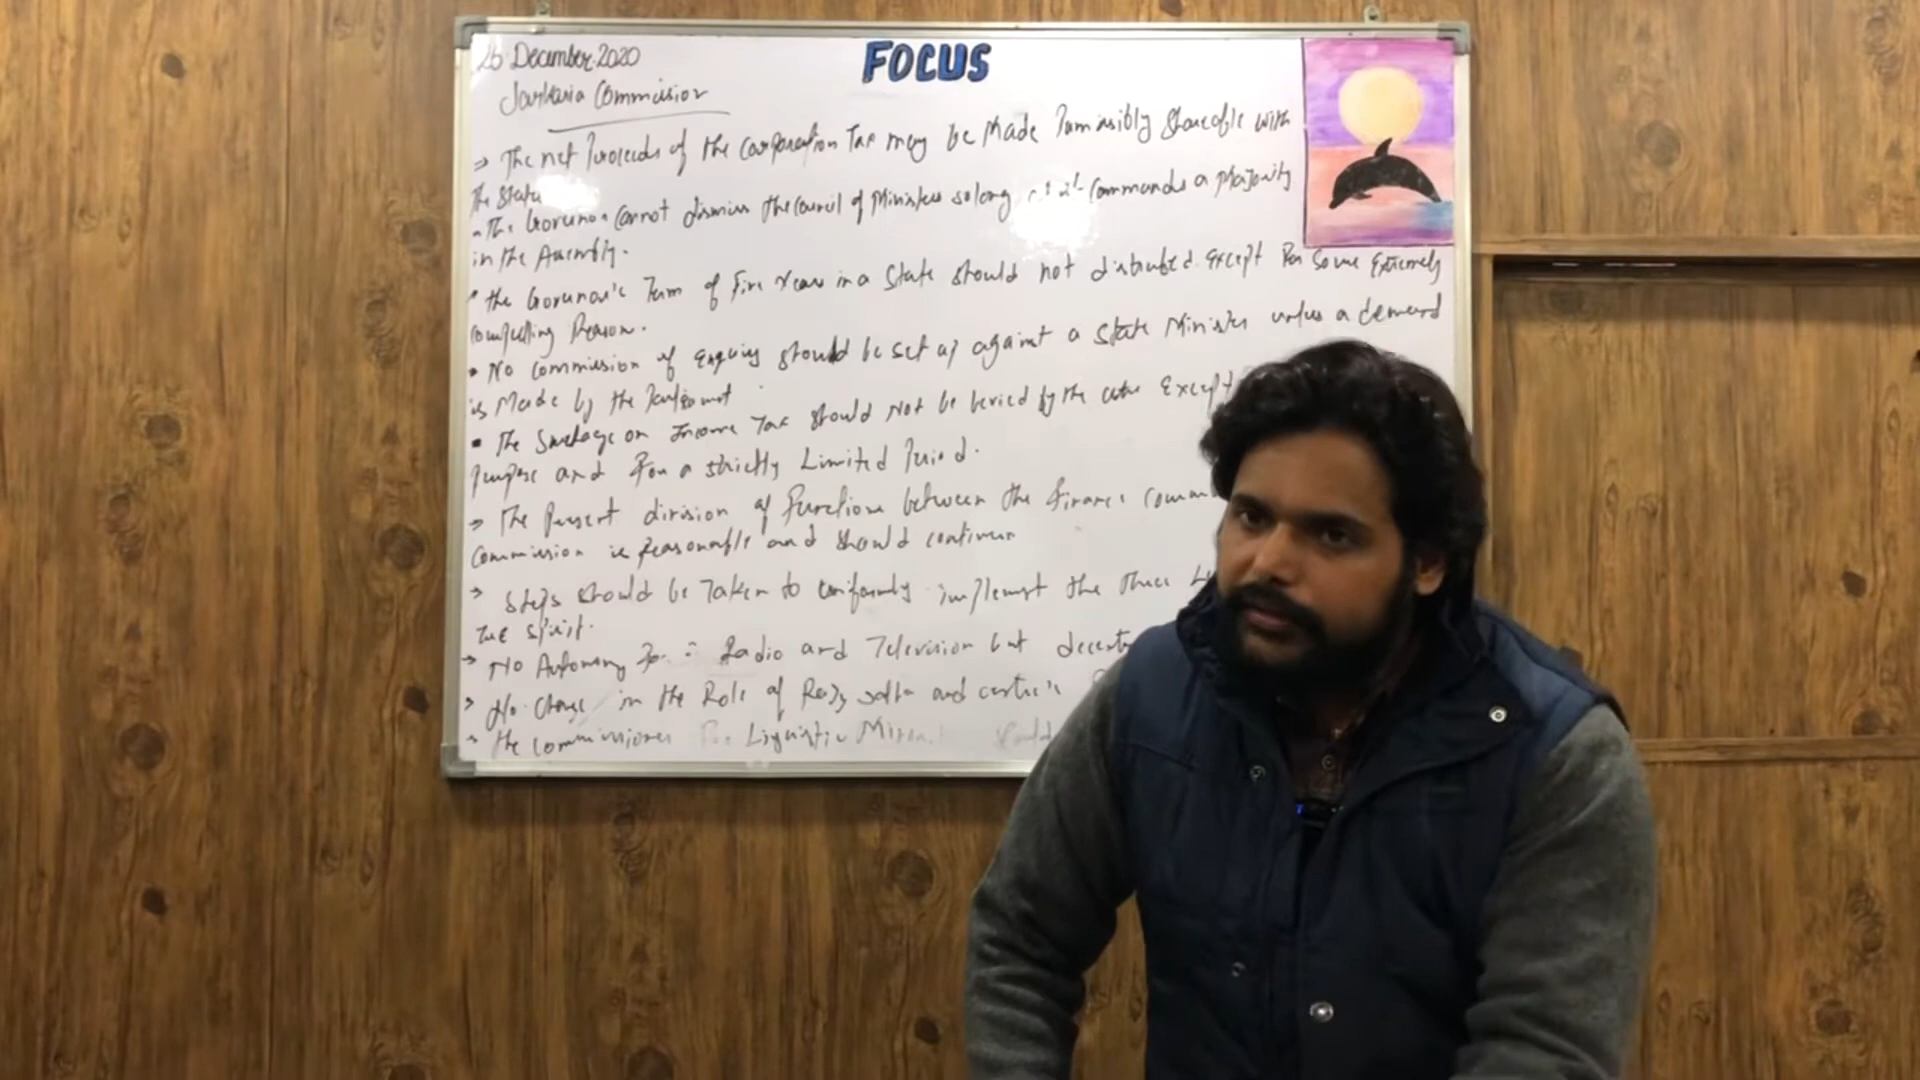 26 December 2020
FOCUS
Sarkaria Commission
The net Proceeds of the Corporation Tax may be Made Permissibly Shareable with
The State
The Governor Cannot dismiss the Council of Ministers so long as it Commands a Majority
in the Assembly.
the Governor's Term of Five Years in a State should not disturbed Except For Some Extremely
Compelling Reason.
No Commission of Enquiry should be set up against a State Minister unless a demand
is Made by the Parliament
The Surcharge on Income Tax should Not be levied by the Except
Purpose and For a strictly Limited Period.
The Present division of Functions between the Finance
Commission is Reasonable and should continue
Steps should be Taken to uniformly implement the Three
True Spirit.
No Autonomy For Radio and Television but
No Change in the Role of Rajya Sabha and
The Commissioner For Linguistic